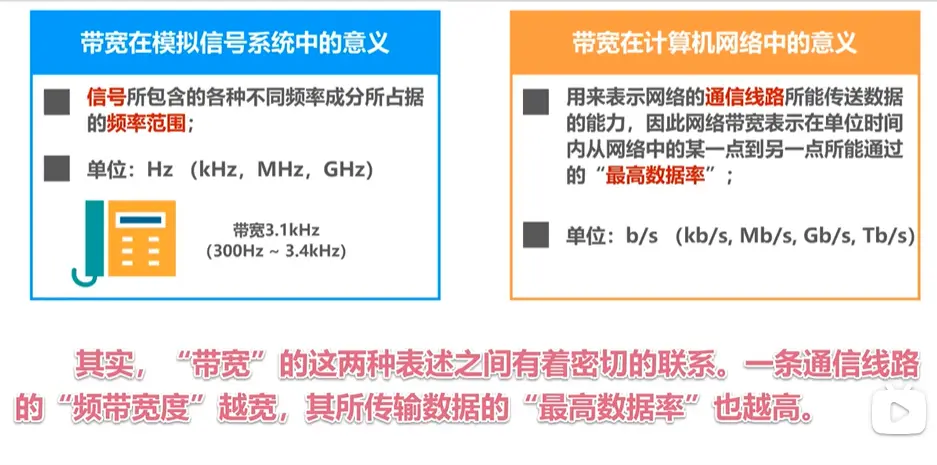 带宽在模拟信号系统中的意义
信号所包含的各种不同频率成分所占据
的频率范围；
单位：Hz （kHz，MHz，GHz）
带宽3.1kHz
（300Hz ~ 3.4kHz）
带宽在计算机网络中的意义
用来表示网络的通信线路所能传送数据
的能力，因此网络带宽表示在单位时间
内从网络中的某一点到另一点所能通过
的“最高数据率”；
单位：b/s （kb/s, Mb/s, Gb/s, Tb/s）
其实，“带宽”的这两种表述之间有着密切的联系。一条通信线路
的“频带宽度”越宽，其所传输数据的“最高数据率”也越高。